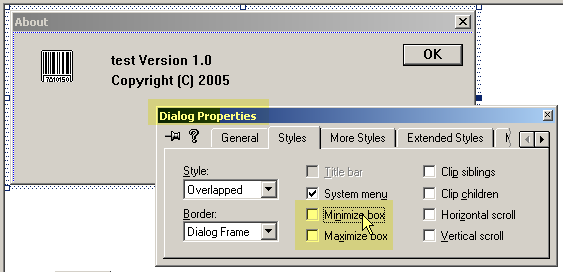 About
test Version 1.0
Copyright (C) 2005
OK
Dialog Properties
General Styles More Styles Extended Styles
Style:
Overlapped
Border:
Dialog Frame
Title bar
System menu
Minimize box
Maximize box
Clip siblings
Clip children
Horizontal scroll
Vertical scroll